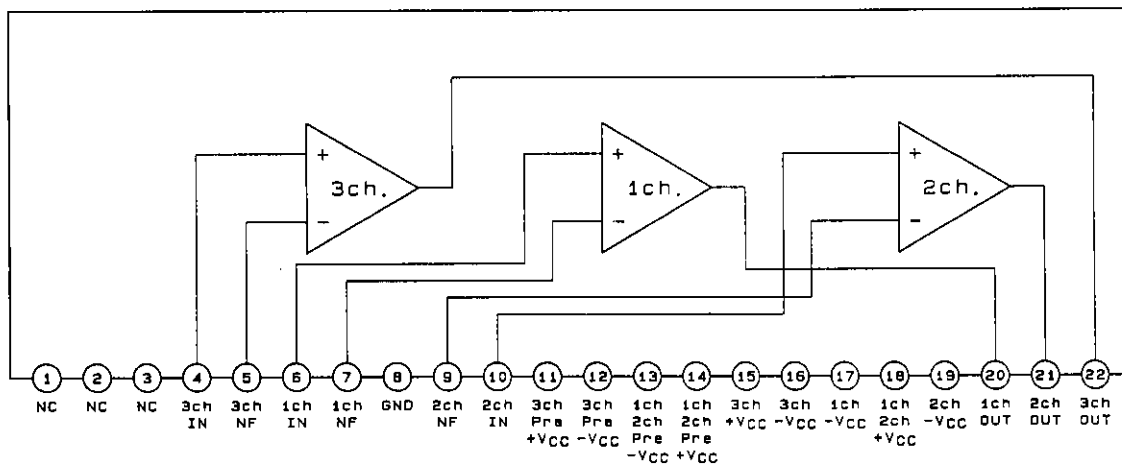 +
3ch.
−
+
1ch.
−
+
2ch.
−
1
2
3
4
5
6
7
8
9
10
11
12
13
14
15
16
17
18
19
20
21
22
NC
NC
NC
3ch
IN
3ch
NF
1ch
IN
1ch
NF
GND
2ch
NF
2ch
IN
3ch
Pre
+VCC
3ch
Pre
−VCC
1ch
2ch
Pre
−VCC
1ch
2ch
Pre
+VCC
3ch
+VCC
3ch
−VCC
1ch
−VCC
1ch
2ch
+VCC
2ch
−VCC
1ch
OUT
2ch
OUT
3ch
OUT